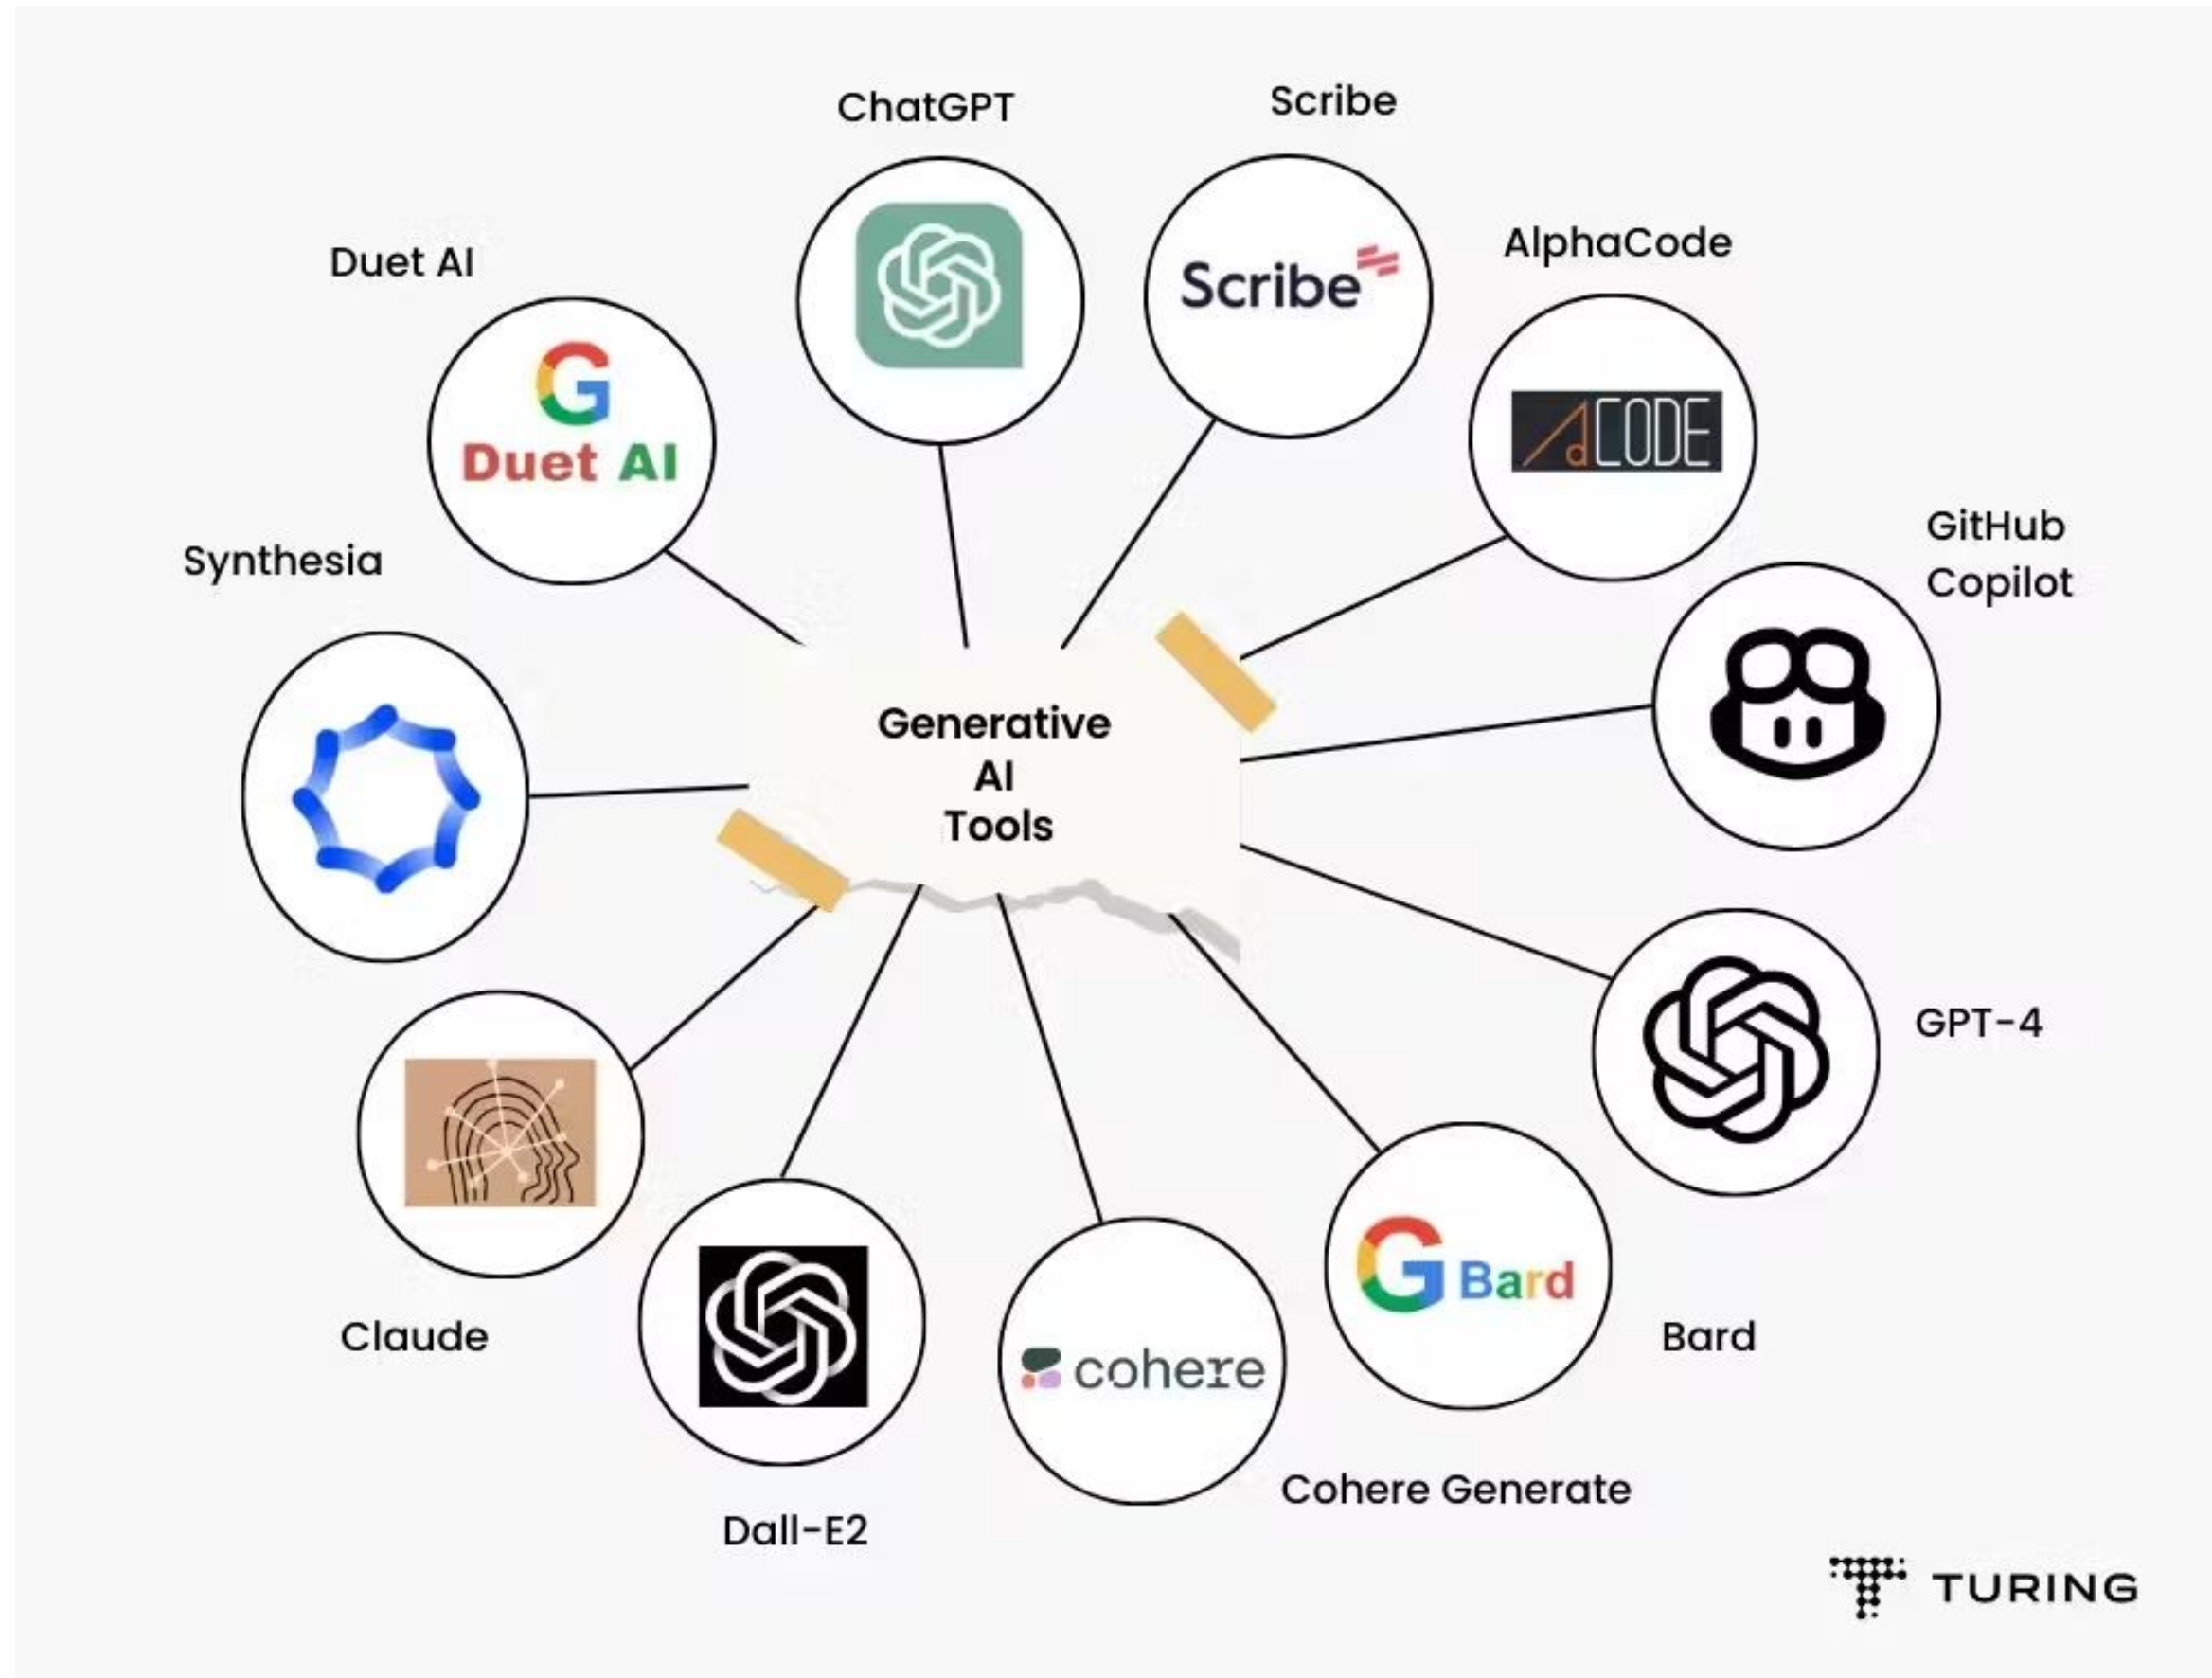 ChatGPT
Scribe
Scribe
AlphaCode
Duet AI
G
Duet AI
CODE
GitHub
Copilot
Synthesia
Generative
AI
Tools
GPT-4
Claude
G Bard
Bard
cohere
Cohere Generate
Dall-E2
TURING